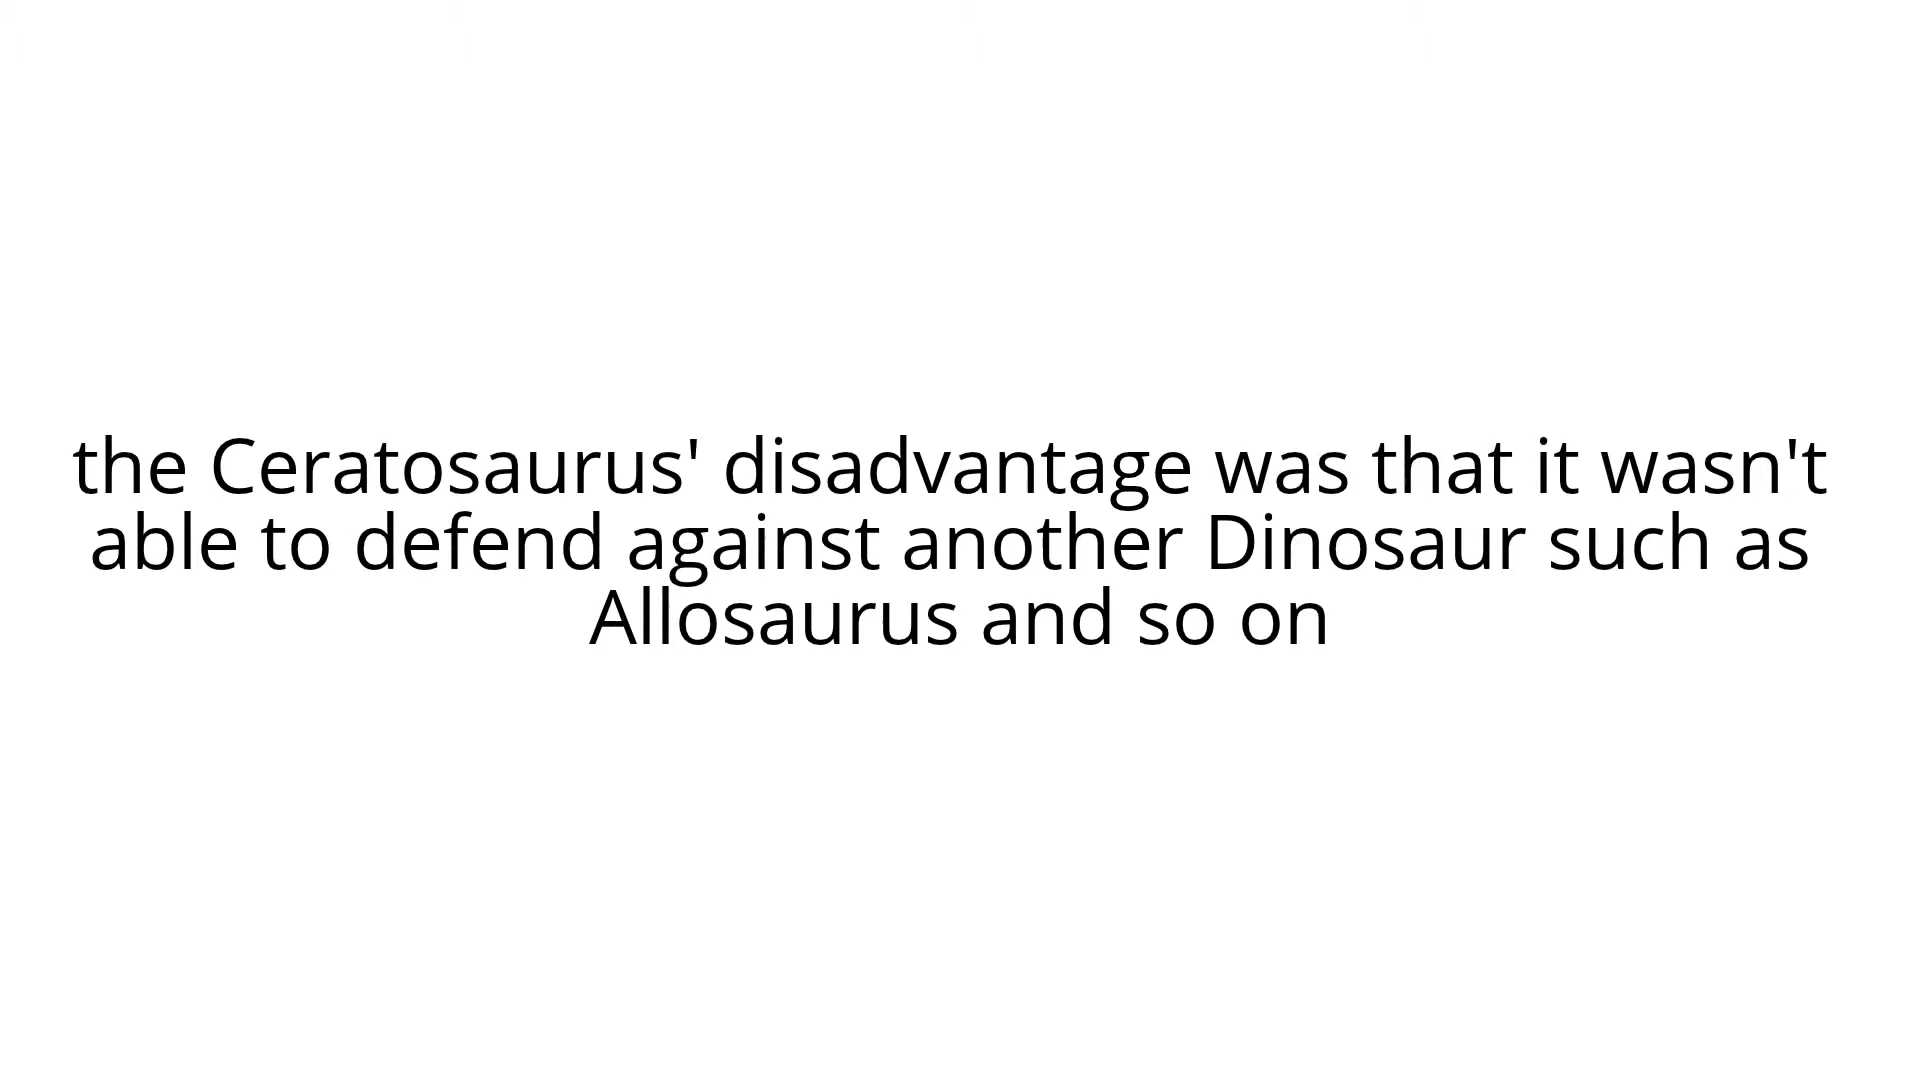 the Ceratosaurus' disadvantage was that it wasn't
able to defend against another Dinosaur such as
Allosaurus and so on